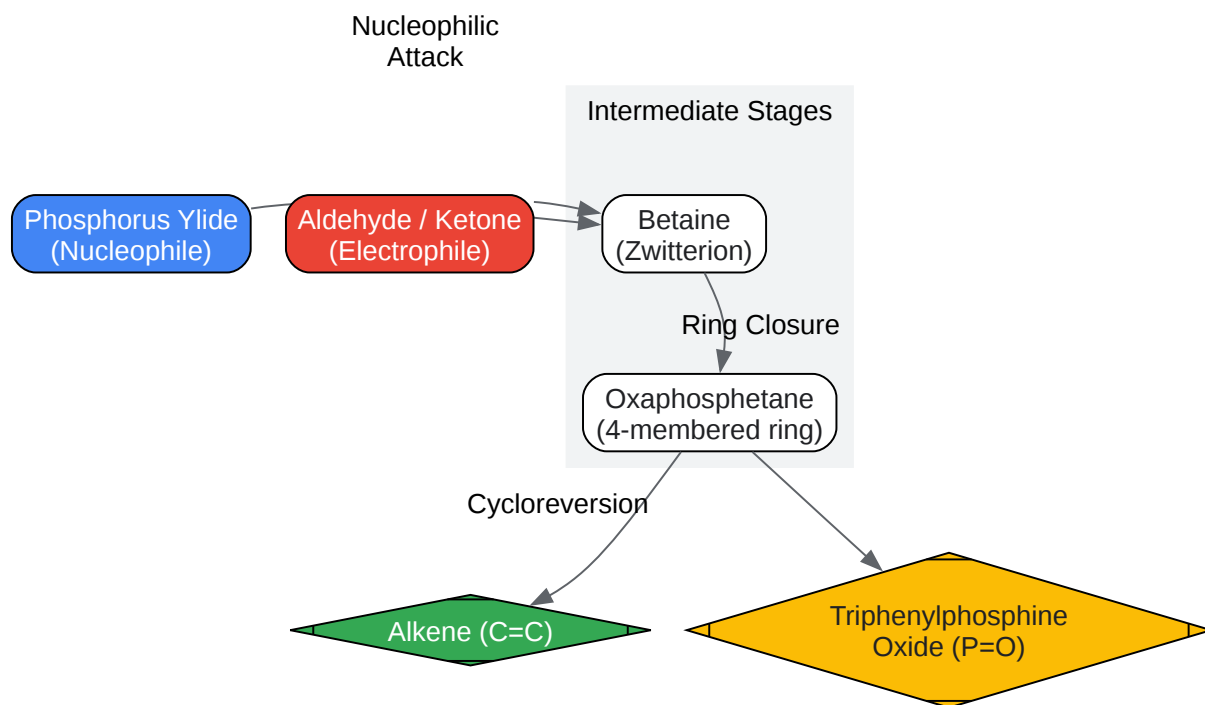 Nucleophilic
Attack
Intermediate Stages
Phosphorus Ylide
(Nucleophile)
Aldehyde / Ketone
(Electrophile)
Betaine
(Zwitterion)
Ring Closure
Oxaphosphetane
(4-membered ring)
Cycloreversion
Alkene (C=C)
Triphenylphosphine
Oxide (P=O)